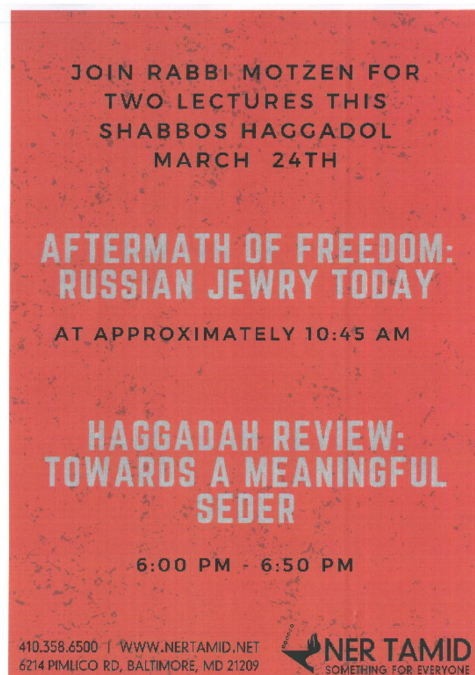 JOIN RABBI MOTZEN FOR
TWO LECTURES THIS
SHABBOS HAGGADOL
MARCH 24TH
AFTERMATH OF FREEDOM:
RUSSIAN JEWRY TODAY
AT APPROXIMATELY 10:45 AM
HAGGADAH REVIEW:
TOWARDS A MEANINGFUL
SEDER
6:00 PM - 6:50 PM
410.358.6500 | WWW.NERTAMID.NET
6214 PIMLICO RD, BALTIMORE, MD 21209
NER TAMID
SOMETHING FOR EVERYONE